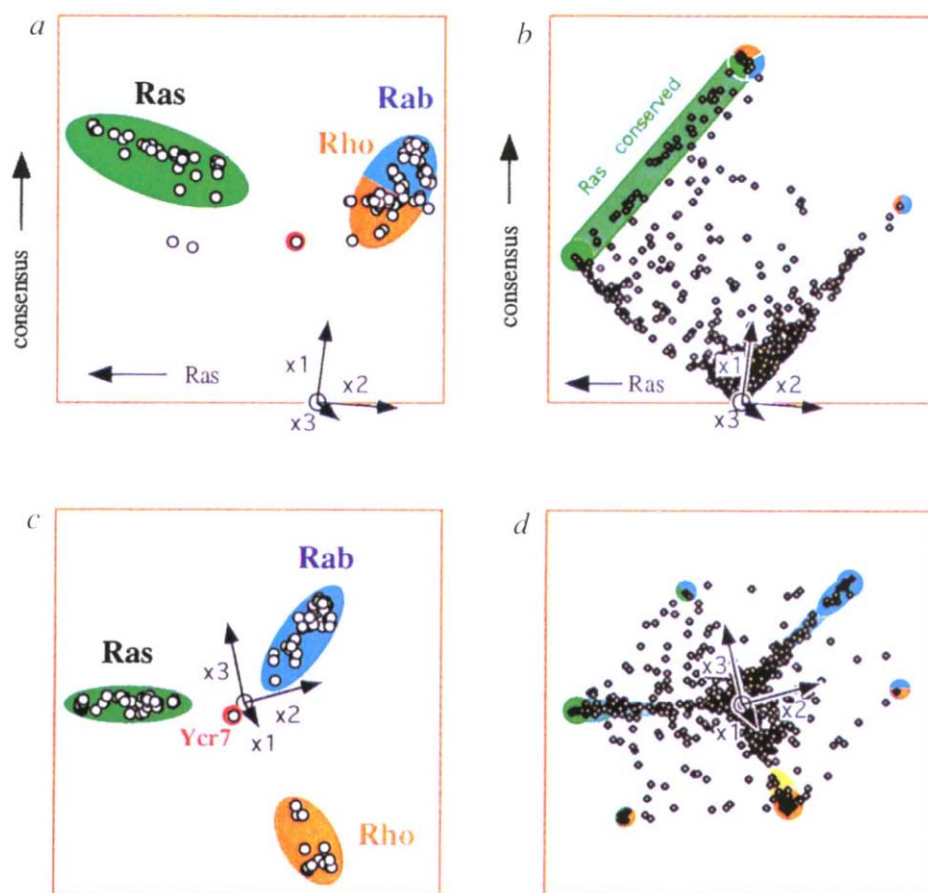 a
Ras
Rab
Rho
consensus
Ras
x1
x2
x3
b
Ras conserved
consensus
Ras
x1
x2
x3
c
Rab
Ras
x3
x2
Ycr7
x1
Rho
d
x3
x2
x1